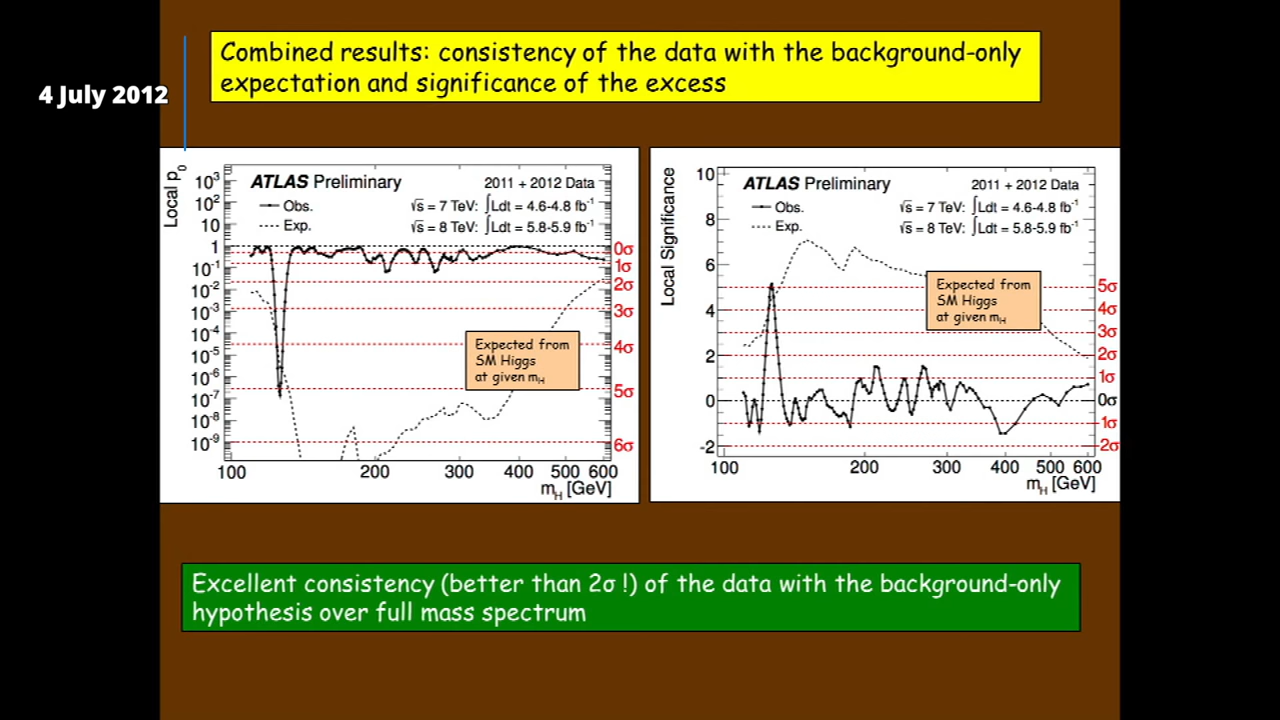 Combined results: consistency of the data with the background-only
expectation and significance of the excess
4 July 2012
Local p₀
10³
10²
10
1
10⁻¹
10⁻²
10⁻³
10⁻⁴
10⁻⁵
10⁻⁶
10⁻⁷
10⁻⁸
10⁻⁹
ATLAS Preliminary
2011 + 2012 Data
Obs.
√s = 7 TeV: ∫Ldt = 4.6-4.8 fb⁻¹
Exp.
√s = 8 TeV: ∫Ldt = 5.8-5.9 fb⁻¹
0σ
1σ
2σ
3σ
4σ
5σ
6σ
Expected from
SM Higgs
at given mH
100 200 300 400 500 600
mH [GeV]
Local Significance
10
8
6
4
2
0
-2
ATLAS Preliminary
2011 + 2012 Data
Obs.
√s = 7 TeV: ∫Ldt = 4.6-4.8 fb⁻¹
Exp.
√s = 8 TeV: ∫Ldt = 5.8-5.9 fb⁻¹
Expected from
SM Higgs
at given mH
5σ
4σ
3σ
2σ
1σ
0σ
1σ
2σ
100 200 300 400 500 600
mH [GeV]
Excellent consistency (better than 2σ !) of the data with the background-only
hypothesis over full mass spectrum